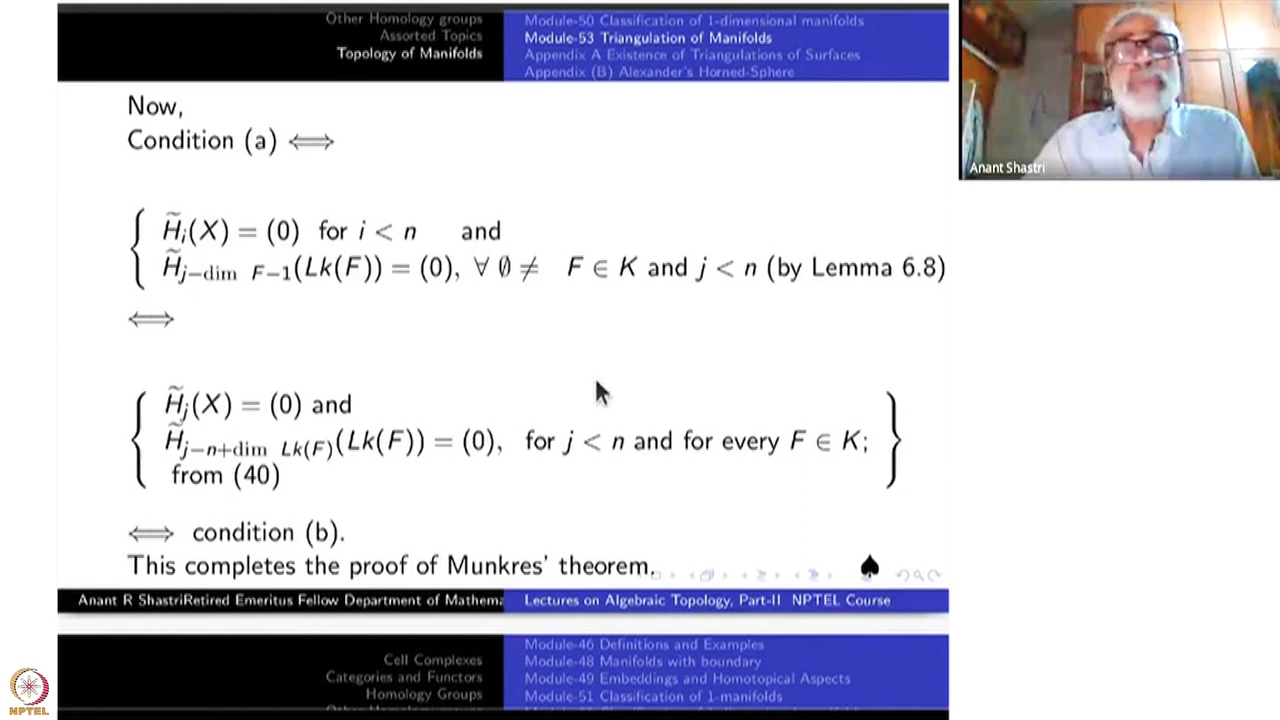 Other Homology groups
Assorted Topics
Topology of Manifolds
Module-50 Classification of 1-dimensional manifolds
Module-53 Triangulation of Manifolds
Appendix A Existence of Triangulations of Surfaces
Appendix (B) Alexander's Horned-Sphere
Anant Shastri
Now,
Condition (a) ⟺
{ H̃_i(X) = (0) for i < n and
H̃_{j−dim F−1}(Lk(F)) = (0), ∀ ∅ ≠ F ∈ K and j < n (by Lemma 6.8)
⟺
{ H̃_j(X) = (0) and
H̃_{j−n+dim Lk(F)}(Lk(F)) = (0), for j < n and for every F ∈ K;
from (40) }
⟺ condition (b).
This completes the proof of Munkres' theorem. ♠
Anant R ShastriRetired Emeritus Fellow Department of Mathema
Lectures on Algebraic Topology, Part-II NPTEL Course
Cell Complexes
Categories and Functors
Homology Groups
Module-46 Definitions and Examples
Module-48 Manifolds with boundary
Module-49 Embeddings and Homotopical Aspects
Module-51 Classification of 1-manifolds
NPTEL